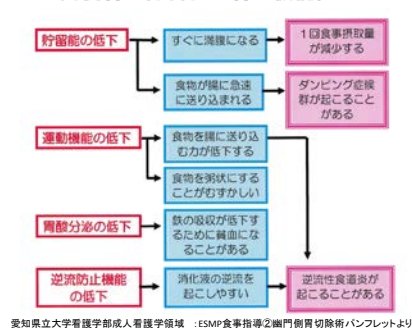 貯留能の低下
すぐに満腹になる
1回食事摂取量
が減少する
食物が腸に急速
に送り込まれる
ダンピング症候
群が起こること
がある
運動機能の低下
食物を腸に送り込
む力が低下する
食物を粥状にする
ことがむずかしい
胃酸分泌の低下
鉄の吸収が低下す
るために貧血にな
ることがある
逆流防止機能
の低下
消化液の逆流を
起こしやすい
逆流性食道炎が
起こることがある
愛知県立大学看護学部成人看護学領域 :ESMP食事指導②幽門側胃切除術パンフレットより